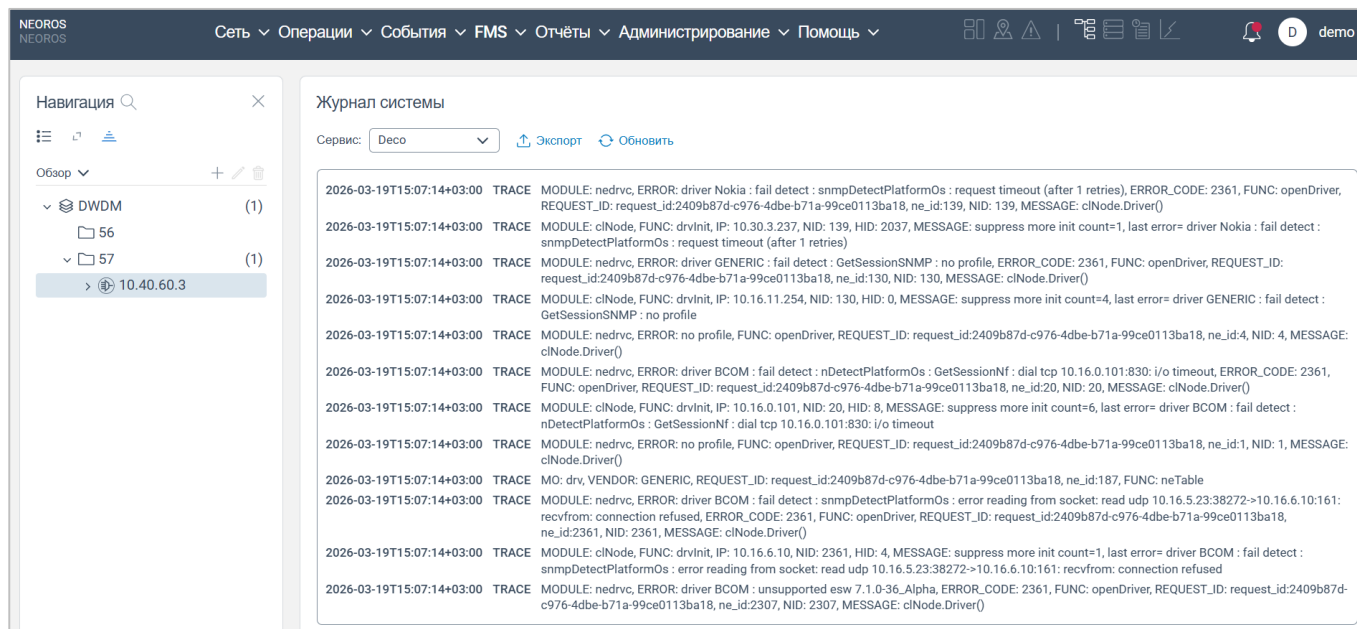 NEOROS
NEOROS
Сеть Операции События FMS Отчёты Администрирование Помощь
D demo
Навигация
Обзор
DWDM (1)
56
57 (1)
10.40.60.3
Журнал системы
Сервис: Deco Экспорт Обновить
2026-03-19T15:07:14+03:00 TRACE MODULE: nedrvc, ERROR: driver Nokia : fail detect : snmpDetectPlatformOs : request timeout (after 1 retries), ERROR_CODE: 2361, FUNC: openDriver,
REQUEST_ID: request_id:2409b87d-c976-4dbe-b71a-99ce0113ba18, ne_id:139, NID: 139, MESSAGE: clNode.Driver()
2026-03-19T15:07:14+03:00 TRACE MODULE: clNode, FUNC: drvInit, IP: 10.30.3.237, NID: 139, HID: 2037, MESSAGE: suppress more init count=1, last error= driver Nokia : fail detect :
snmpDetectPlatformOs : request timeout (after 1 retries)
2026-03-19T15:07:14+03:00 TRACE MODULE: nedrvc, ERROR: driver GENERIC : fail detect : GetSessionSNMP : no profile, ERROR_CODE: 2361, FUNC: openDriver, REQUEST_ID:
request_id:2409b87d-c976-4dbe-b71a-99ce0113ba18, ne_id:130, NID: 130, MESSAGE: clNode.Driver()
2026-03-19T15:07:14+03:00 TRACE MODULE: clNode, FUNC: drvInit, IP: 10.16.11.254, NID: 130, HID: 0, MESSAGE: suppress more init count=4, last error= driver GENERIC : fail detect :
GetSessionSNMP : no profile
2026-03-19T15:07:14+03:00 TRACE MODULE: nedrvc, ERROR: no profile, FUNC: openDriver, REQUEST_ID: request_id:2409b87d-c976-4dbe-b71a-99ce0113ba18, ne_id:4, NID: 4, MESSAGE:
clNode.Driver()
2026-03-19T15:07:14+03:00 TRACE MODULE: nedrvc, ERROR: driver BCOM : fail detect : nDetectPlatformOs : GetSessionNf : dial tcp 10.16.0.101:830: i/o timeout, ERROR_CODE: 2361,
FUNC: openDriver, REQUEST_ID: request_id:2409b87d-c976-4dbe-b71a-99ce0113ba18, ne_id:20, NID: 20, MESSAGE: clNode.Driver()
2026-03-19T15:07:14+03:00 TRACE MODULE: clNode, FUNC: drvInit, IP: 10.16.0.101, NID: 20, HID: 8, MESSAGE: suppress more init count=6, last error= driver BCOM : fail detect :
nDetectPlatformOs : GetSessionNf : dial tcp 10.16.0.101:830: i/o timeout
2026-03-19T15:07:14+03:00 TRACE MODULE: nedrvc, ERROR: no profile, FUNC: openDriver, REQUEST_ID: request_id:2409b87d-c976-4dbe-b71a-99ce0113ba18, ne_id:1, NID: 1, MESSAGE:
clNode.Driver()
2026-03-19T15:07:14+03:00 TRACE MO: drv, VENDOR: GENERIC, REQUEST_ID: request_id:2409b87d-c976-4dbe-b71a-99ce0113ba18, ne_id:187, FUNC: neTable
2026-03-19T15:07:14+03:00 TRACE MODULE: nedrvc, ERROR: driver BCOM : fail detect : snmpDetectPlatformOs : error reading from socket: read udp 10.16.5.23:38272->10.16.6.10:161:
recvfrom: connection refused, ERROR_CODE: 2361, FUNC: openDriver, REQUEST_ID: request_id:2409b87d-c976-4dbe-b71a-99ce0113ba18,
ne_id:2361, NID: 2361, MESSAGE: clNode.Driver()
2026-03-19T15:07:14+03:00 TRACE MODULE: clNode, FUNC: drvInit, IP: 10.16.6.10, NID: 2361, HID: 4, MESSAGE: suppress more init count=1, last error= driver BCOM : fail detect :
snmpDetectPlatformOs : error reading from socket: read udp 10.16.5.23:38272->10.16.6.10:161: recvfrom: connection refused
2026-03-19T15:07:14+03:00 TRACE MODULE: nedrvc, ERROR: driver BCOM : unsupported esw 7.1.0-36_Alpha, ERROR_CODE: 2361, FUNC: openDriver, REQUEST_ID: request_id:2409b87d-
c976-4dbe-b71a-99ce0113ba18, ne_id:2307, NID: 2307, MESSAGE: clNode.Driver()